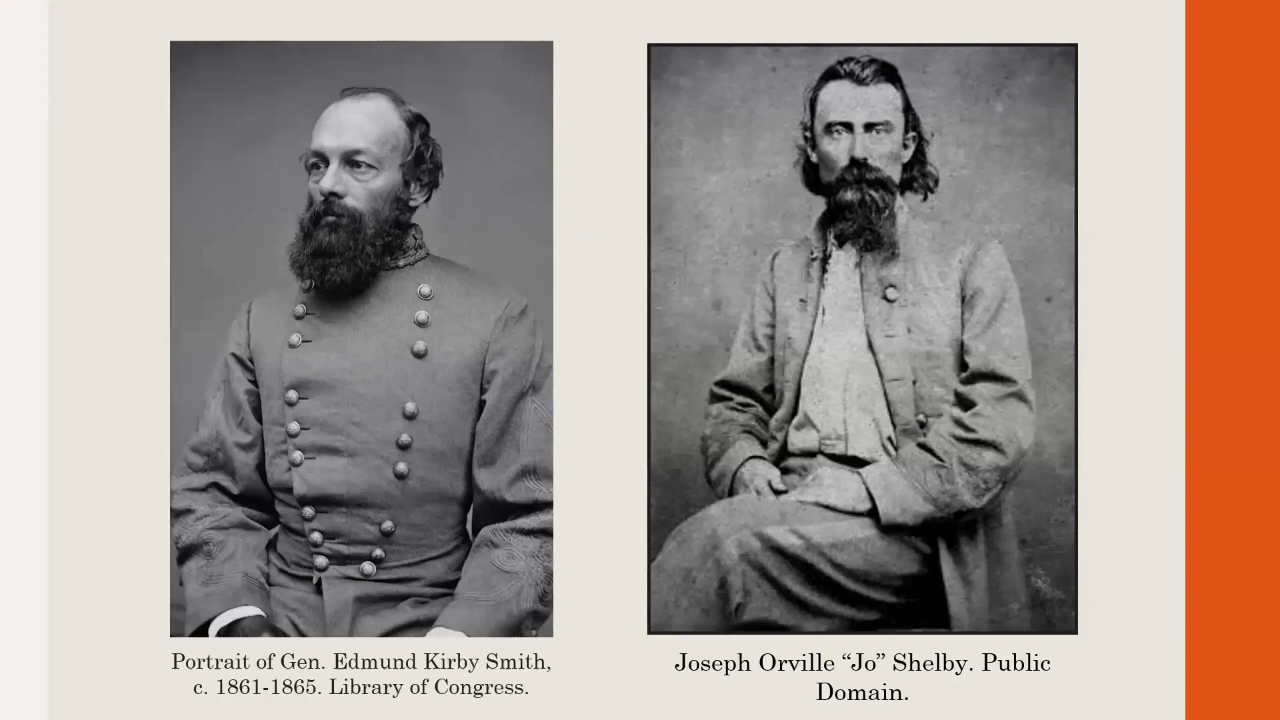 Portrait of Gen. Edmund Kirby Smith,
c. 1861-1865. Library of Congress.
Joseph Orville “Jo” Shelby. Public
Domain.